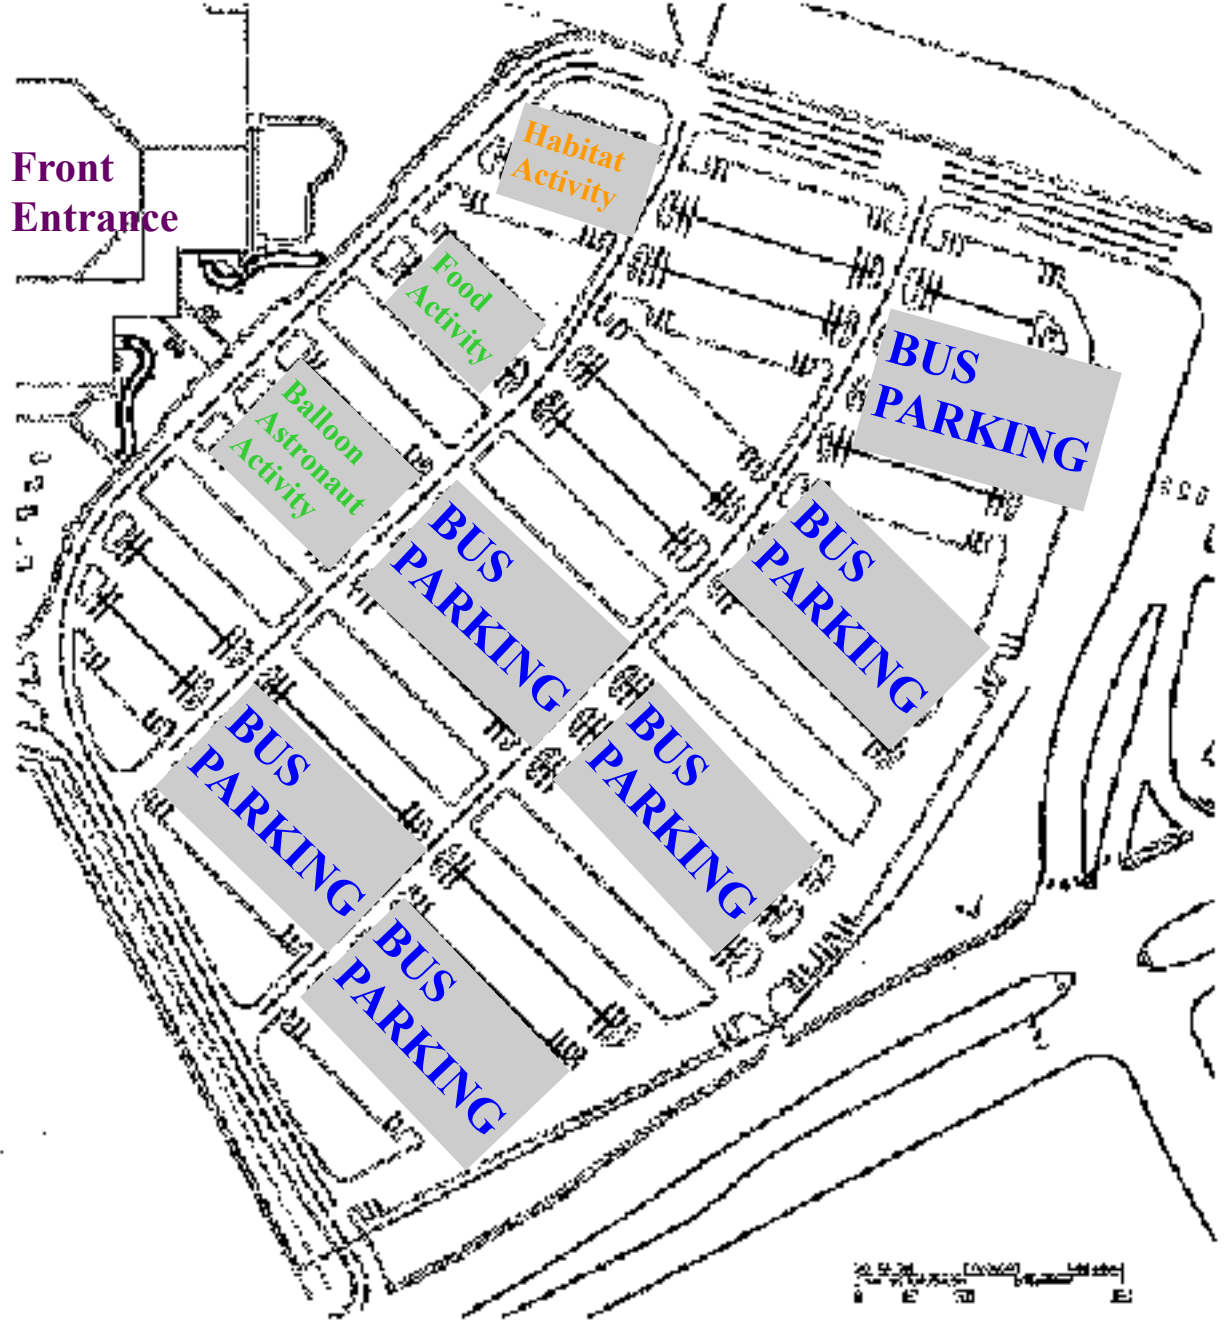 Front
Entrance
Habitat
Activity
Food
Activity
Balloon
Astronaut
Activity
BUS
PARKING
BUS
PARKING
BUS
PARKING
BUS
PARKING
BUS
PARKING
BUS
PARKING